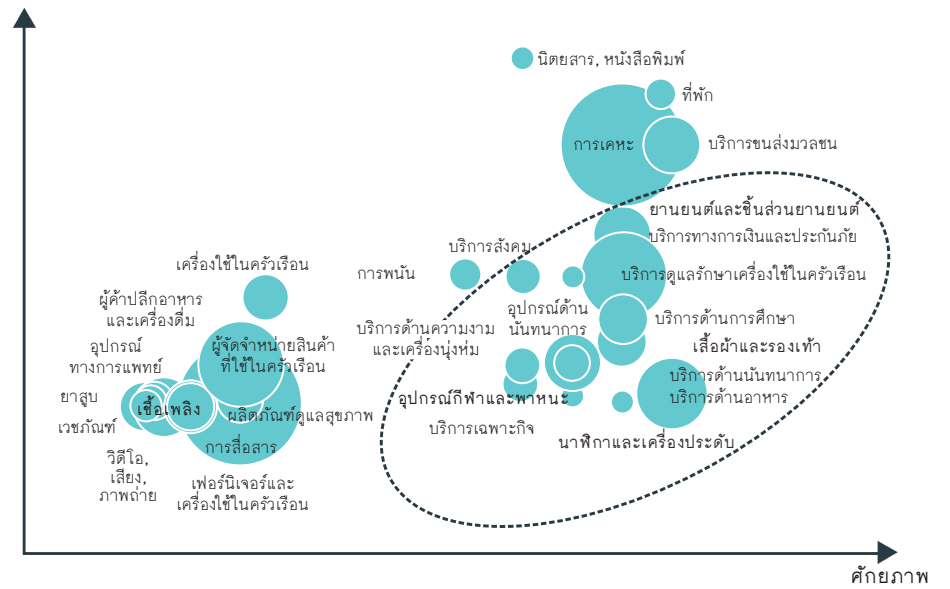 นิตยสาร, หนังสือพิมพ์
ที่พัก
การเคหะ
บริการขนส่งมวลชน
ยานยนต์และชิ้นส่วนยานยนต์
บริการทางการเงินและประกันภัย
บริการสังคม
การพนัน
บริการดูแลรักษาเครื่องใช้ในครัวเรือน
อุปกรณ์ด้าน
นันทนาการ
บริการด้านการศึกษา
บริการด้านความงาม
และเครื่องนุ่งห่ม
เสื้อผ้าและรองเท้า
บริการด้านนันทนาการ
บริการด้านอาหาร
อุปกรณ์กีฬาและพาหนะ
บริการเฉพาะกิจ
นาฬิกาและเครื่องประดับ
เครื่องใช้ในครัวเรือน
ผู้ค้าปลีกอาหาร
และเครื่องดื่ม
อุปกรณ์
ทางการแพทย์
ผู้จัดจำหน่ายสินค้า
ที่ใช้ในครัวเรือน
ยาสูบ
เชื้อเพลิง
ผลิตภัณฑ์ดูแลสุขภาพ
เวชภัณฑ์
การสื่อสาร
วิดีโอ,
เสียง,
ภาพถ่าย
เฟอร์นิเจอร์และ
เครื่องใช้ในครัวเรือน
ศักยภาพ